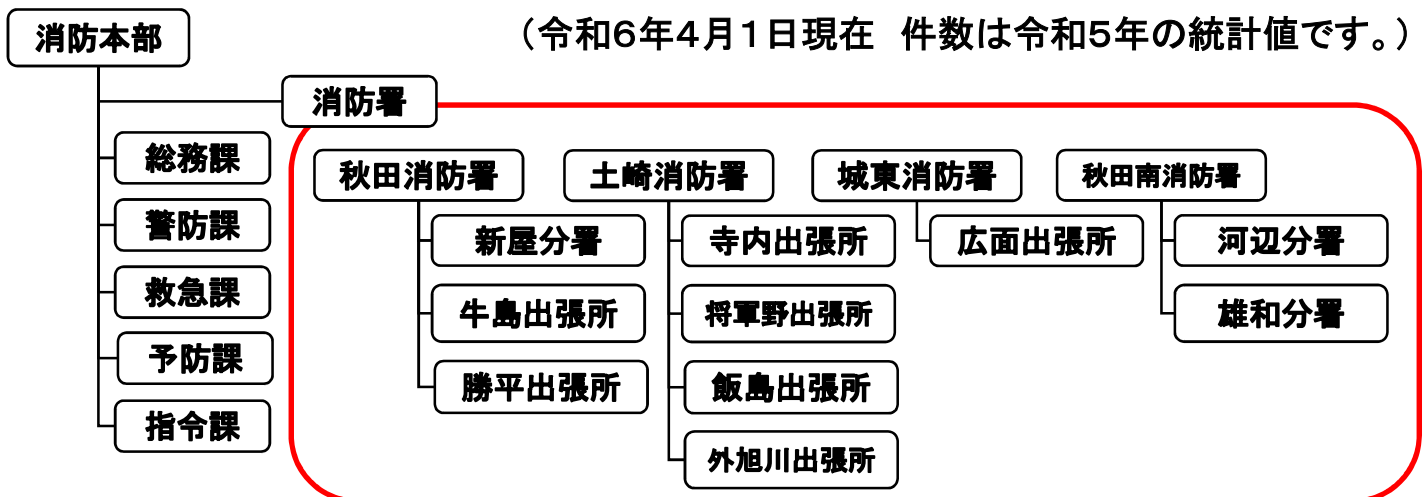 消防本部
（令和６年４月１日現在　件数は令和５年の統計値です。）
消防署
総務課
警防課
救急課
予防課
指令課
秋田消防署
新屋分署
牛島出張所
勝平出張所
土崎消防署
寺内出張所
将軍野出張所
飯島出張所
外旭川出張所
城東消防署
広面出張所
秋田南消防署
河辺分署
雄和分署